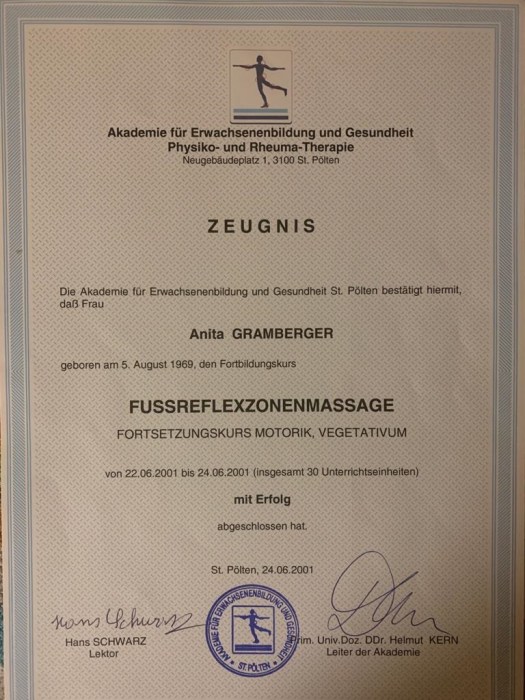 Akademie für Erwachsenenbildung und Gesundheit
Physiko- und Rheuma-Therapie
Neugebäudeplatz 1, 3100 St. Pölten
ZEUGNIS
Die Akademie für Erwachsenenbildung und Gesundheit St. Pölten bestätigt hiermit,
daß Frau
Anita GRAMBERGER
geboren am 5. August 1969, den Fortbildungskurs
FUSSREFLEXZONENMASSAGE
FORTSETZUNGSKURS MOTORIK, VEGETATIVUM
von 22.06.2001 bis 24.06.2001 (insgesamt 30 Unterrichtseinheiten)
mit Erfolg
abgeschlossen hat.
St. Pölten, 24.06.2001
Hans Schwarz
AKADEMIE FÜR ERWACHSENENBILDUNG UND GESUNDHEIT
* ST. PÖLTEN *
Hans SCHWARZ
Lektor
Prim. Univ.Doz. DDr. Helmut KERN
Leiter der Akademie